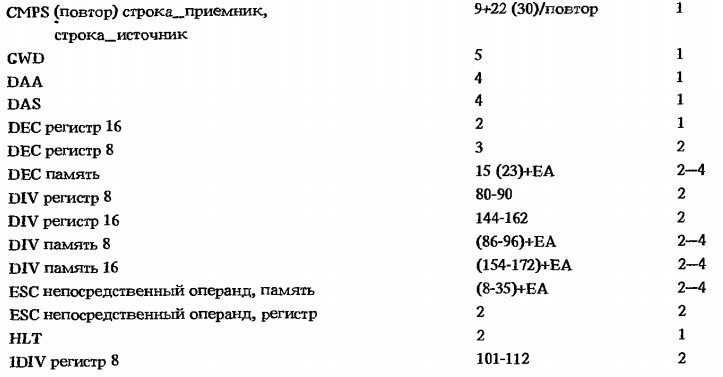 CMPS (повтор) строка_приемник, 9+22 (30)/повтор 1
строка_источник
CWD 5 1
DAA 4 1
DAS 4 1
DEC регистр 16 2 1
DEC регистр 8 3 2
DEC память 15 (23)+EA 2—4
DIV регистр 8 80-90 2
DIV регистр 16 144-162 2
DIV память 8 (86-96)+EA 2—4
DIV память 16 (154-172)+EA 2—4
ESC непосредственный операнд, память (8-35)+EA 2—4
ESC непосредственный операнд, регистр 2 2
HLT 2 1
IDIV регистр 8 101-112 2